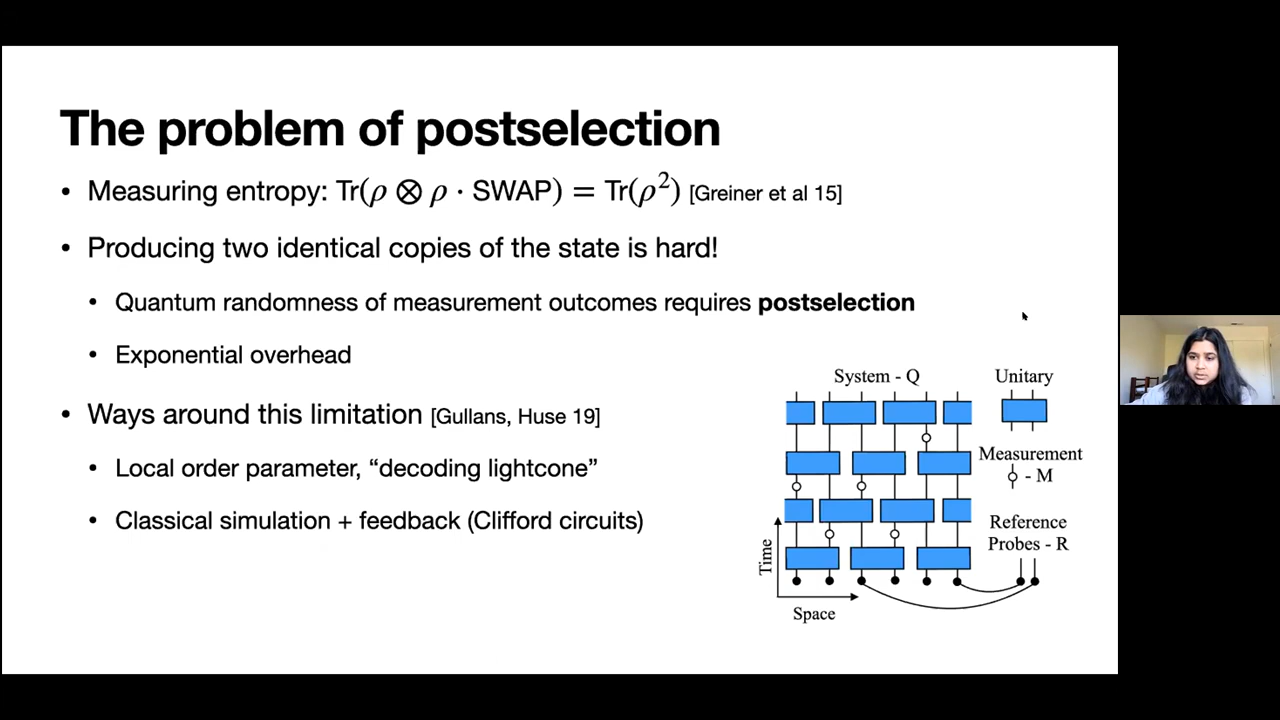 The problem of postselection
• Measuring entropy: Tr(ρ ⊗ ρ · SWAP) = Tr(ρ²) [Greiner et al 15]
• Producing two identical copies of the state is hard!
• Quantum randomness of measurement outcomes requires postselection
• Exponential overhead
• Ways around this limitation [Gullans, Huse 19]
• Local order parameter, “decoding lightcone”
• Classical simulation + feedback (Clifford circuits)
System - Q
Unitary
Measurement
- M
Reference
Probes - R
Time
Space